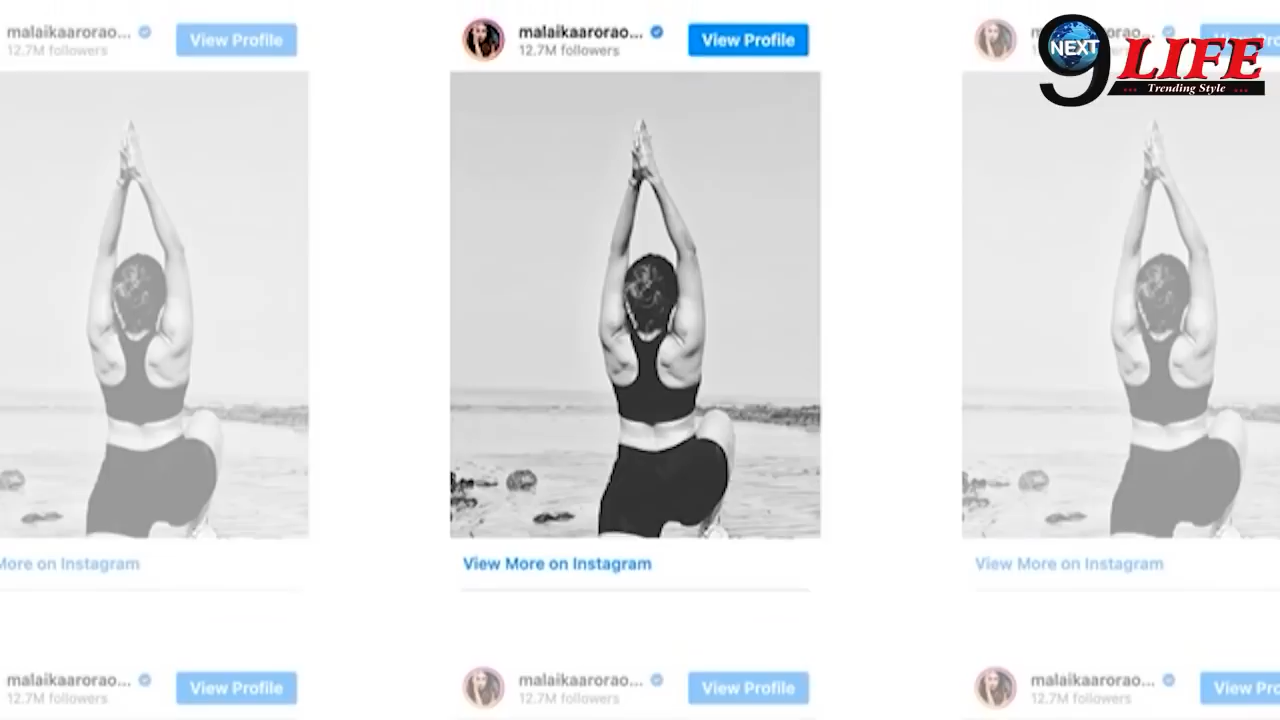 malaikaarorao...
12.7M followers
View Profile
malaikaarorao...
12.7M followers
View Profile
NEXT
9
LIFE
... Trending Style ...
More on Instagram
View More on Instagram
View More on Instagram
malaikaarorao...
12.7M followers
View Profile
malaikaarorao...
12.7M followers
View Profile
malaikaarorao...
12.7M followers
View Pro